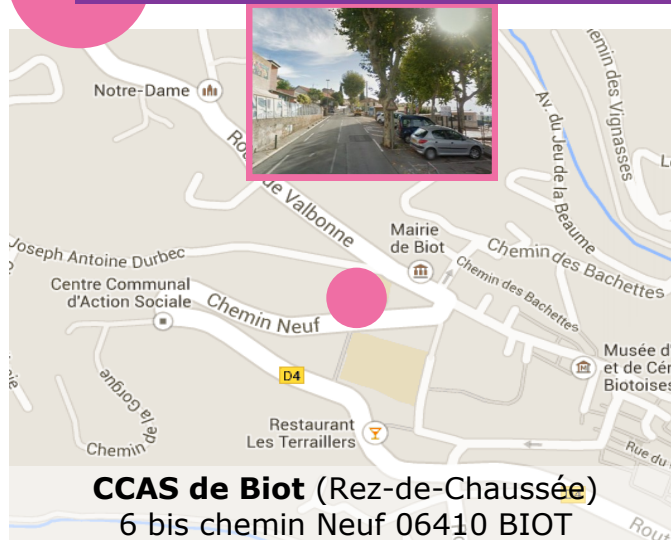 Notre-Dame
de Valbonne
Chemin des Vignasses
Av. du Jeu de la Beaume
Mairie
de Biot
Chemin des Bachettes
Chemin des Bachettes
Joseph Antoine Durbec
Centre Communal
d'Action Sociale
Chemin Neuf
D4
Musée d'
et de Cér
Biotoises
Chemin de la Gorgue
Restaurant
Les Terraillers
Rue du
Route
CCAS de Biot (Rez-de-Chaussée)
6 bis chemin Neuf 06410 BIOT